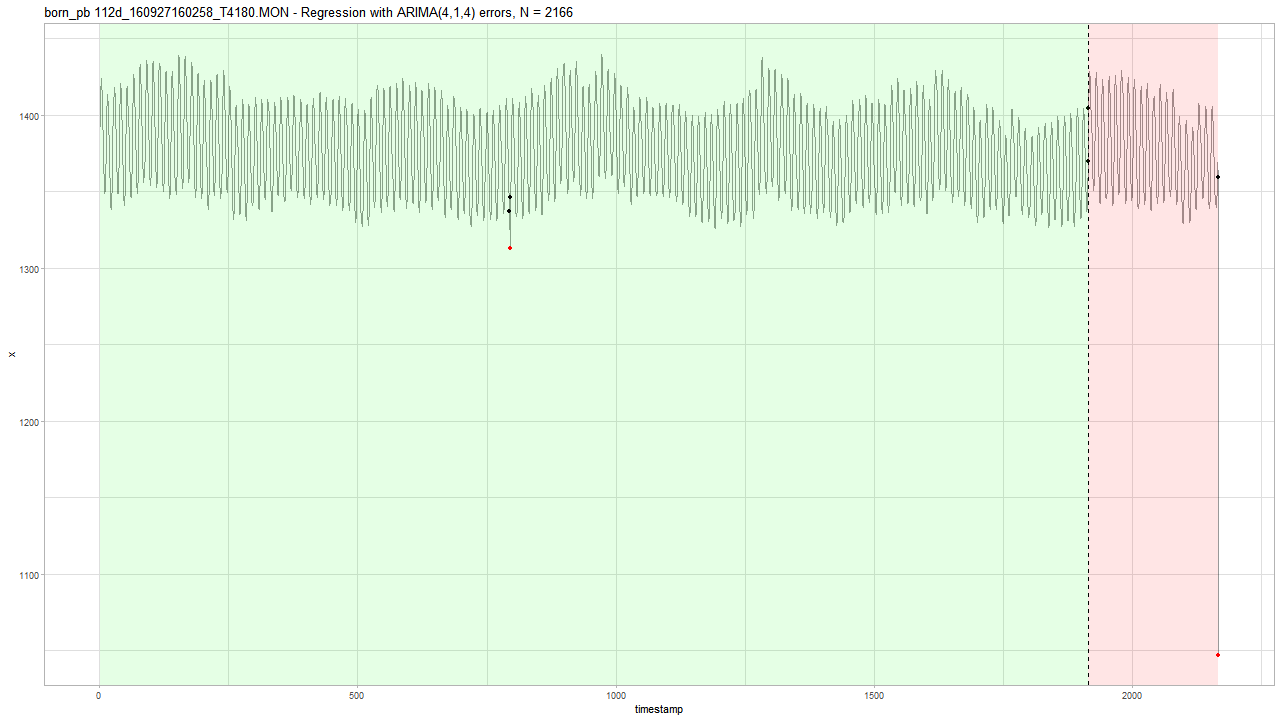 born_pb 112d_160927160258_T4180.MON - Regression with ARIMA(4,1,4) errors, N = 2166
1400
1300
1200
1100
x
0 500 1000 1500 2000
timestamp